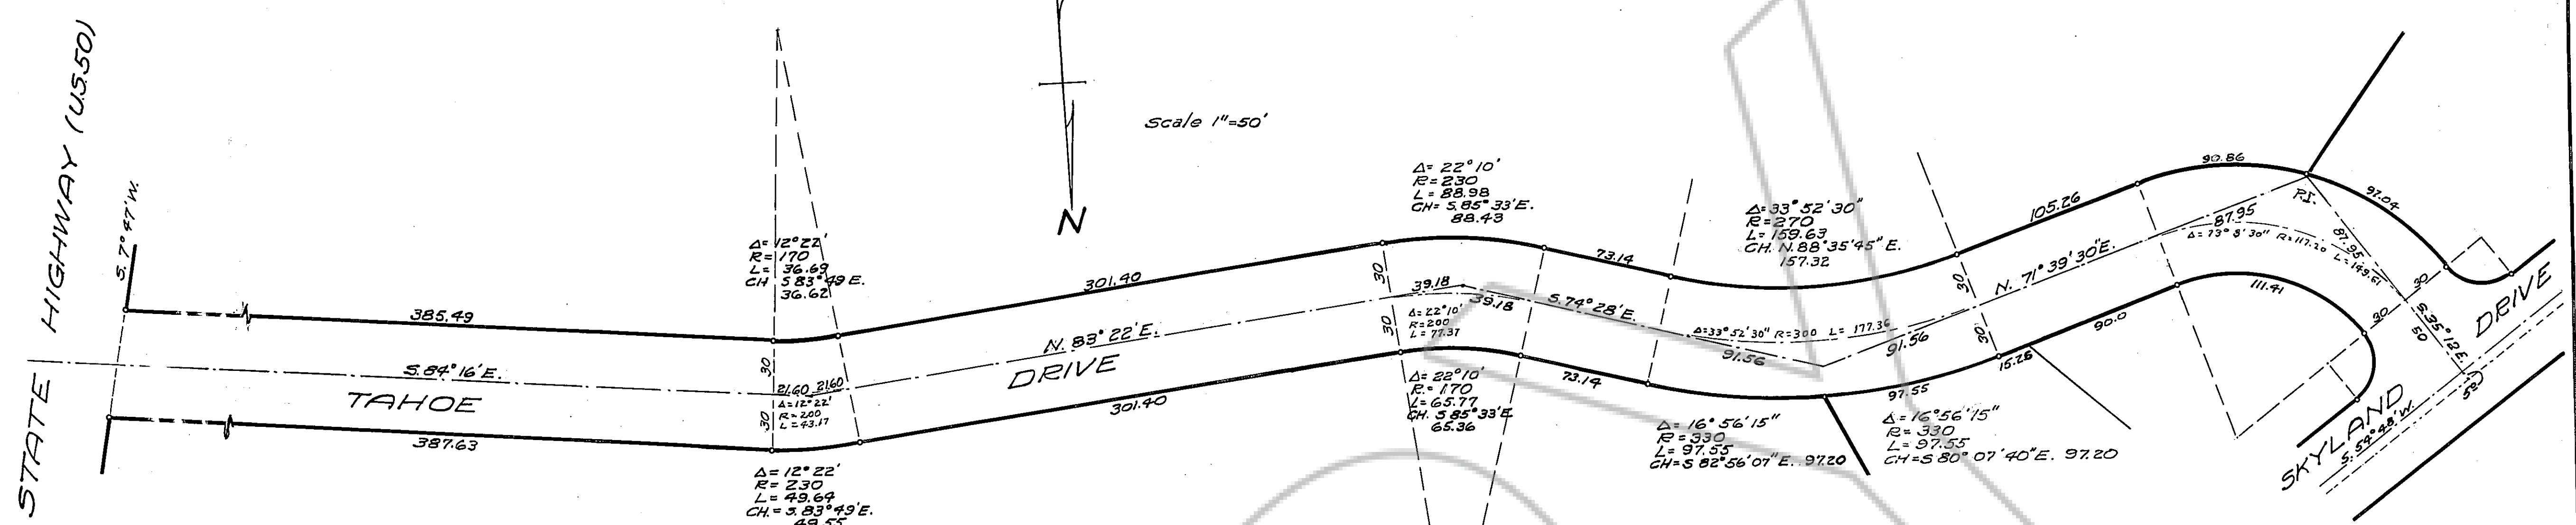 STATE HIGHWAY (U.S.50)
S. 7° 47' W.
385.49
S. 84° 16' E.
TAHOE
387.63
Δ= 12° 22'
R= 170
L= 36.69
CH S 83° 49 E.
36.62
30
21.60 21.60
Δ=12° 22'
R= 200
L= 43.17
30
Δ= 12° 22'
R= 230
L= 49.64
CH.= S. 83° 49' E.
49.55
N
Scale 1"=50'
301.40
N. 83° 22' E.
DRIVE
301.40
Δ= 22° 10'
R= 230
L= 88.98
CH= S. 85° 33' E.
88.43
30
39.18
39.18
Δ= 22° 10'
R= 200
L= 77.37
30
Δ= 22° 10'
R= 170
L= 65.77
CH. S 85° 33' E
65.36
73.14
S. 74° 28' E.
73.14
Δ= 33° 52' 30"
R= 270
L= 159.63
CH. N. 88° 35' 45" E.
157.32
Δ=33° 52' 30" R= 300 L= 177.36
91.56
91.56
Δ= 16° 56' 15"
R= 330
L= 97.55
CH= S 82° 56' 07" E. 97.20
97.55
Δ= 16° 56' 15"
R= 330
L= 97.55
CH= S 80° 07' 40" E. 97.20
105.26
30
N. 71° 39' 30" E.
30
15.26
90.0
90.86
P.I.
87.95
Δ= 73° 8' 30" R= 117.20 L= 149.61
87.95
97.04
111.41
30
30
S. 35° 12 E.
50
50
SKYLAND DRIVE
S. 54° 48' W.